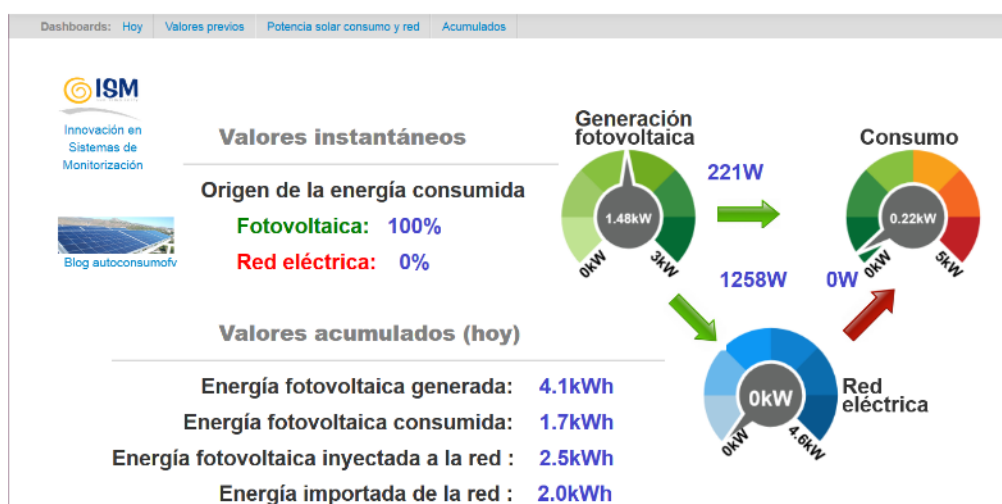 Dashboards: Hoy Valores previos Potencia solar consumo y red Acumulados
ISM
Innovación en
Sistemas de
Monitorización
Blog autoconsumofv
Valores instantáneos
Origen de la energía consumida
Fotovoltaica: 100%
Red eléctrica: 0%
Generación
fotovoltaica
1.48kW
0kW
3kW
221W
Consumo
0.22kW
0kW
5kW
1258W
0W
0kW
0kW
4.6kW
Red
eléctrica
Valores acumulados (hoy)
Energía fotovoltaica generada: 4.1kWh
Energía fotovoltaica consumida: 1.7kWh
Energía fotovoltaica inyectada a la red : 2.5kWh
Energía importada de la red : 2.0kWh